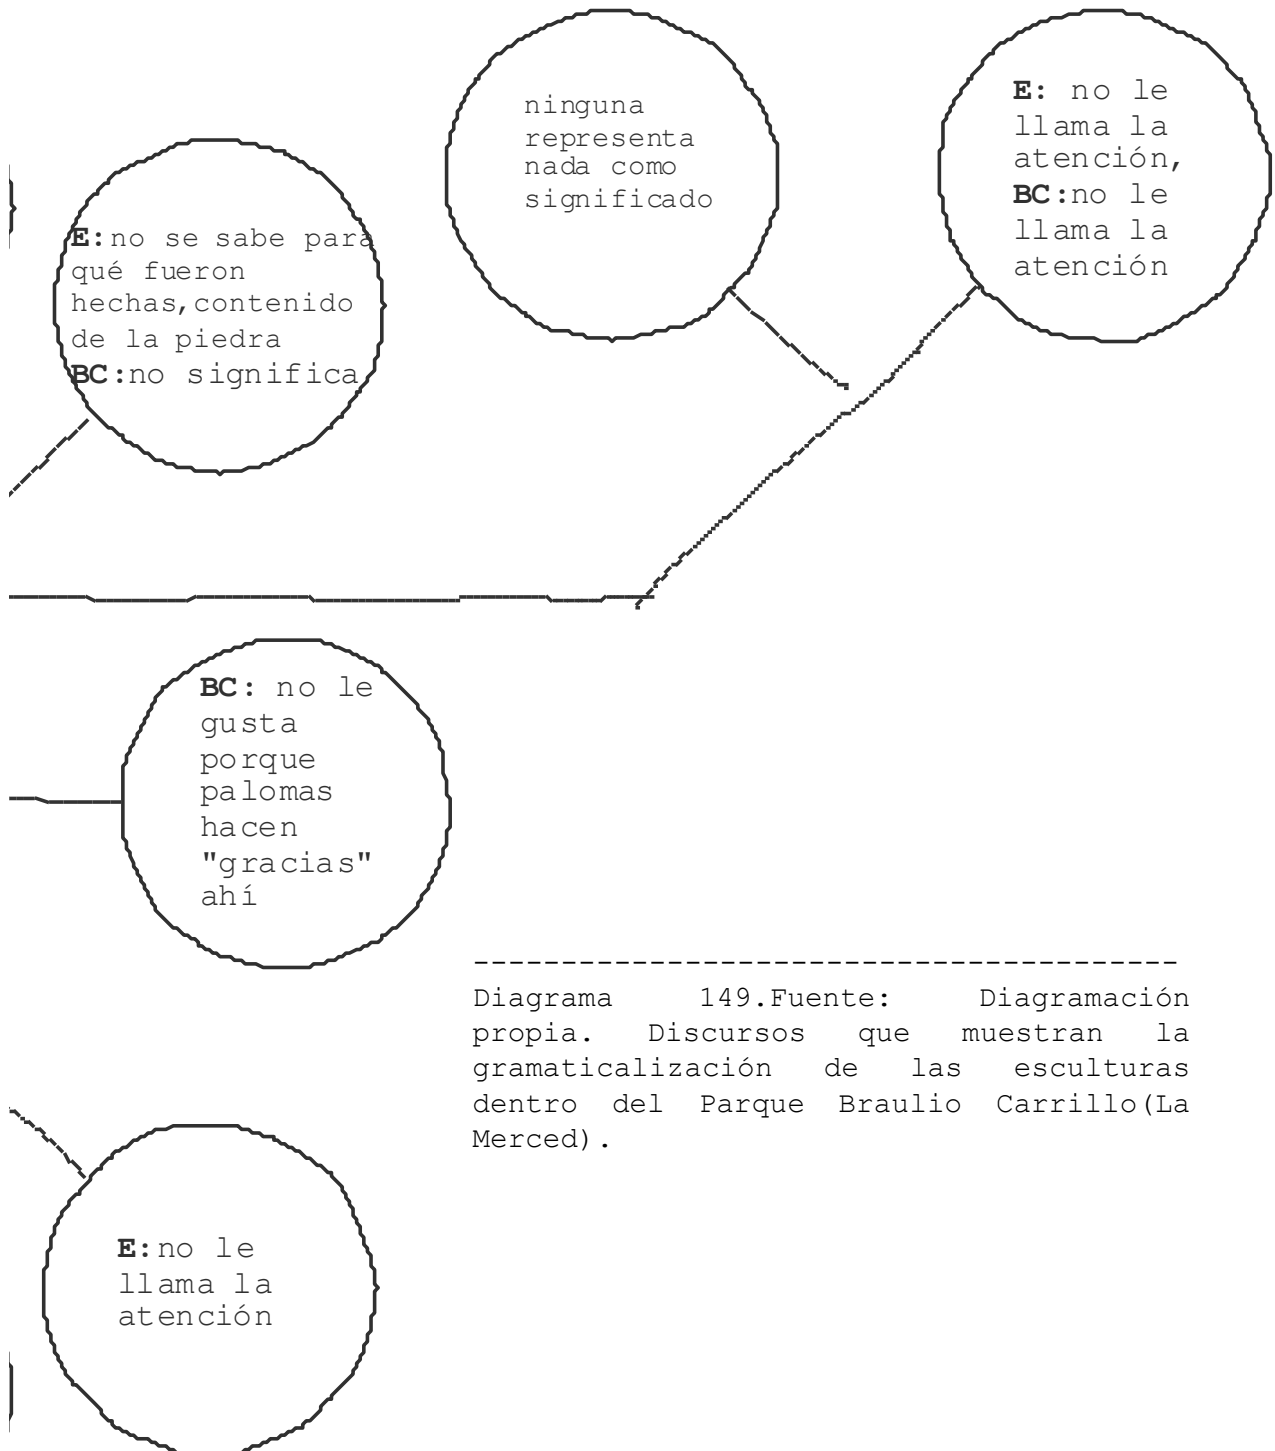 ninguna
representa
nada como
significado
E: no le
llama la
atención,
BC:no le
llama la
atención
E:no se sabe para
qué fueron
hechas,contenido
de la piedra
BC:no significa
BC: no le
gusta
porque
palomas
hacen
"gracias"
ahí
----------------------------------------
Diagrama 149.Fuente: Diagramación
propia. Discursos que muestran la
gramaticalización de las esculturas
dentro del Parque Braulio Carrillo(La
Merced).
E:no le
llama la
atención